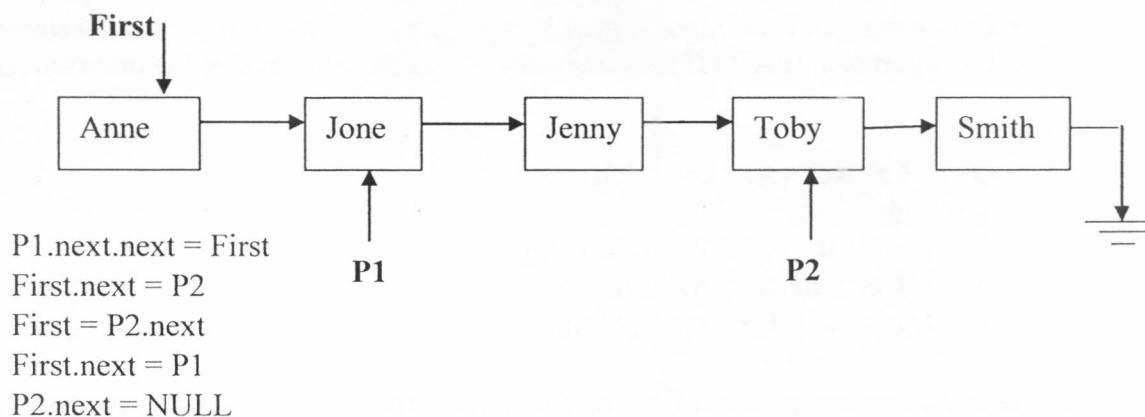 First
Anne Jone Jenny Toby Smith
P1 P2
P1.next.next = First
First.next = P2
First = P2.next
First.next = P1
P2.next = NULL